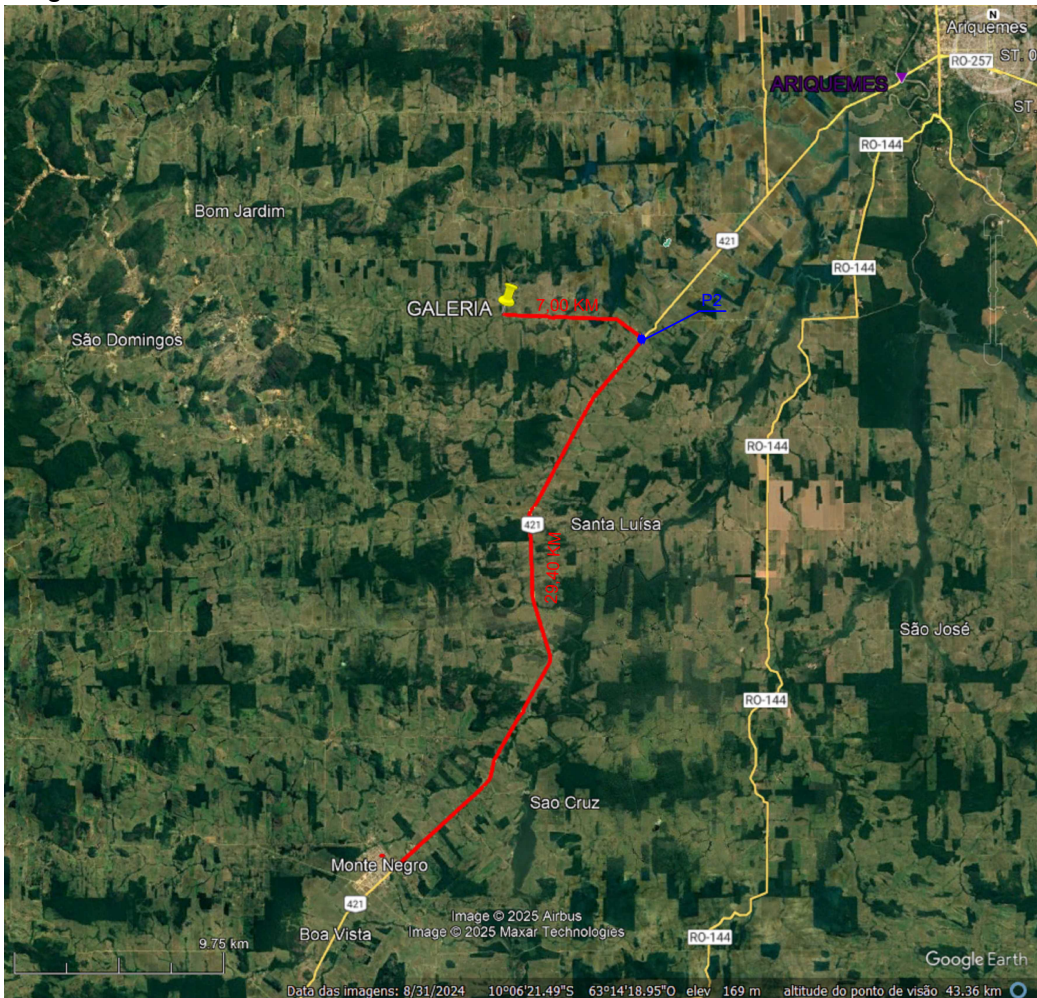 N
Ariquemes
RO-257
ST. 0
ARIQUEMES
ST.
RO-144
Bom Jardim
421
RO-144
GALERIA
7,00 KM
P2
São Domingos
RO-144
421
Santa Luísa
29,40 KM
São José
RO-144
Sao Cruz
Monte Negro
421
Image © 2025 Airbus
Image © 2025 Maxar Technologies
Boa Vista
9.75 km
RO-144
Google Earth
Data das imagens: 8/31/2024 10°06'21.49"S 63°14'18.95"O elev 169 m altitude do ponto de visão 43.36 km